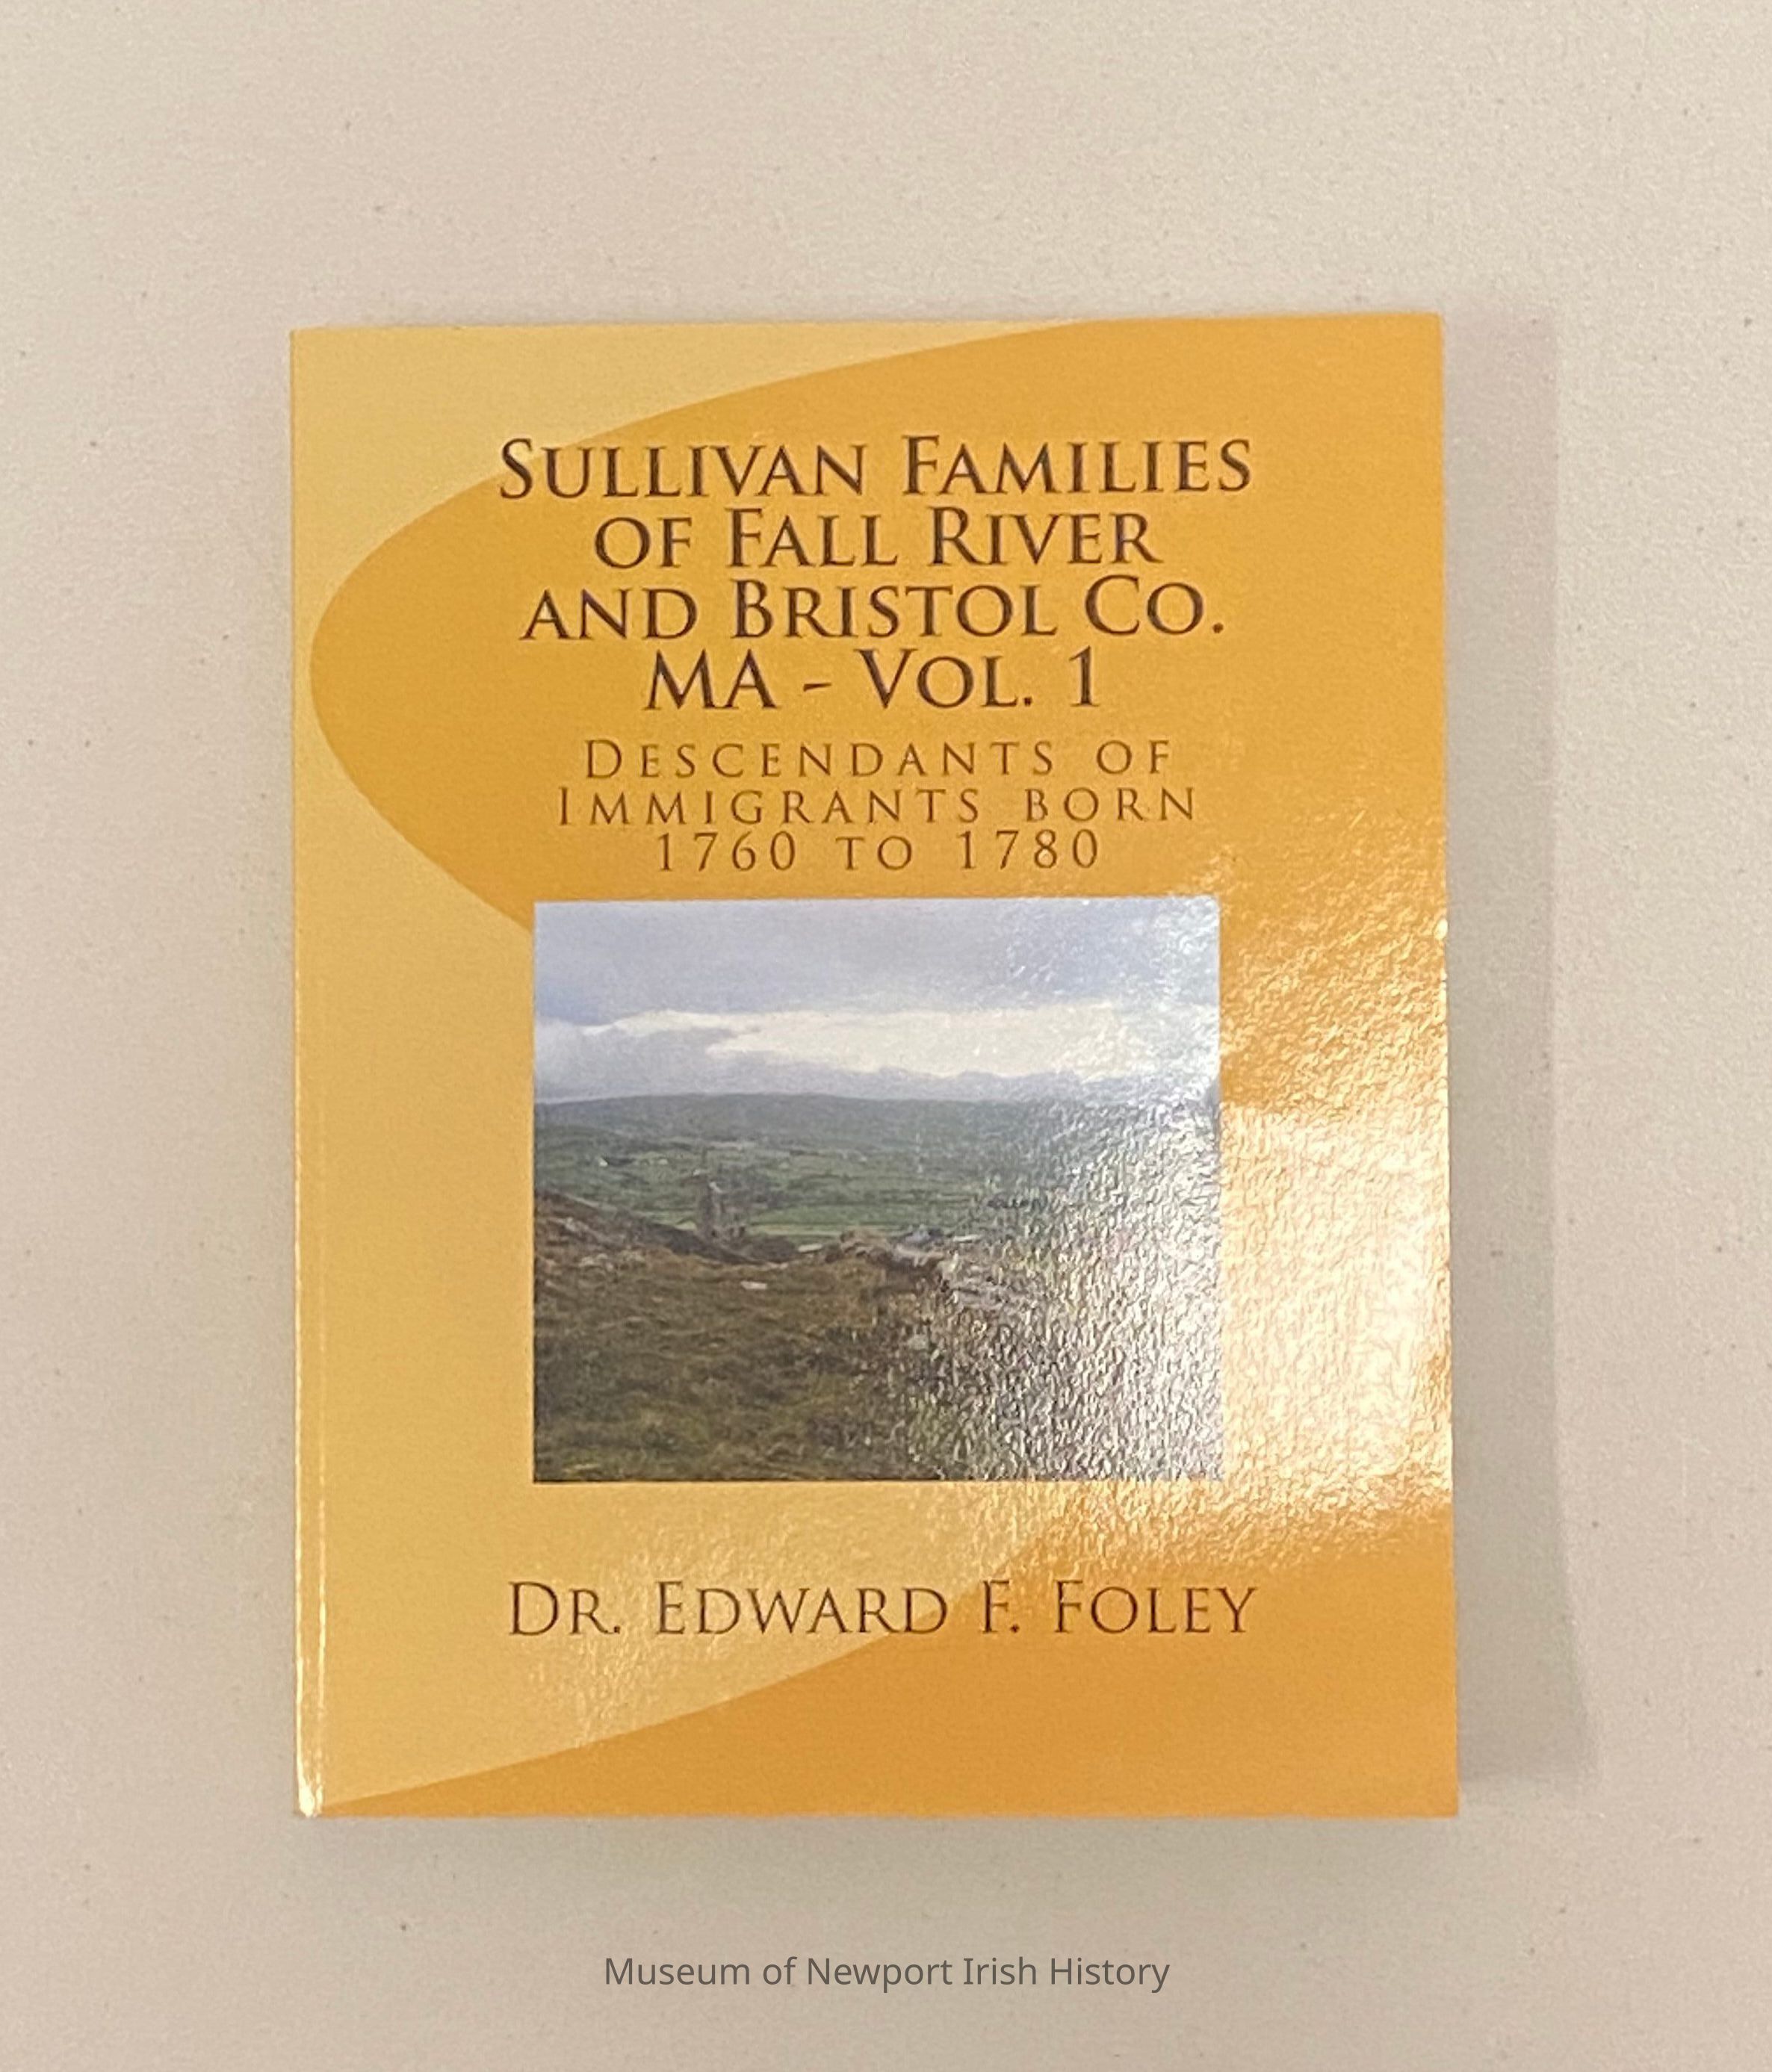 Sullivan Families
of Fall River
and Bristol Co.
MA - Vol. 1
Descendants of
Immigrants born
1760 to 1780
Dr. Edward F. Foley
Museum of Newport Irish History